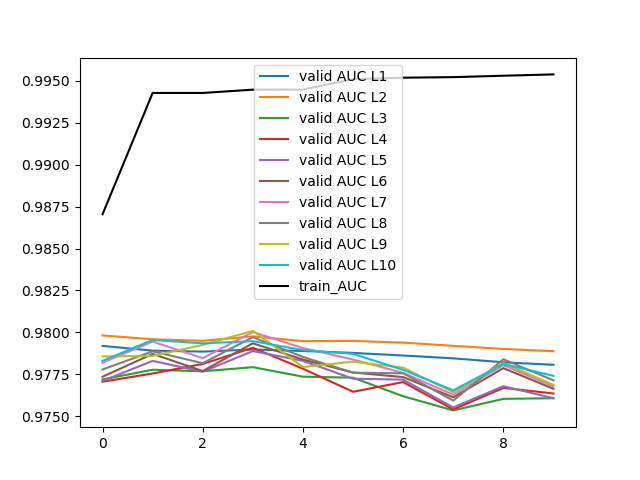 0.9950
0.9925
0.9900
0.9875
0.9850
0.9825
0.9800
0.9775
0.9750
valid AUC L1
valid AUC L2
valid AUC L3
valid AUC L4
valid AUC L5
valid AUC L6
valid AUC L7
valid AUC L8
valid AUC L9
valid AUC L10
train_AUC
0 2 4 6 8